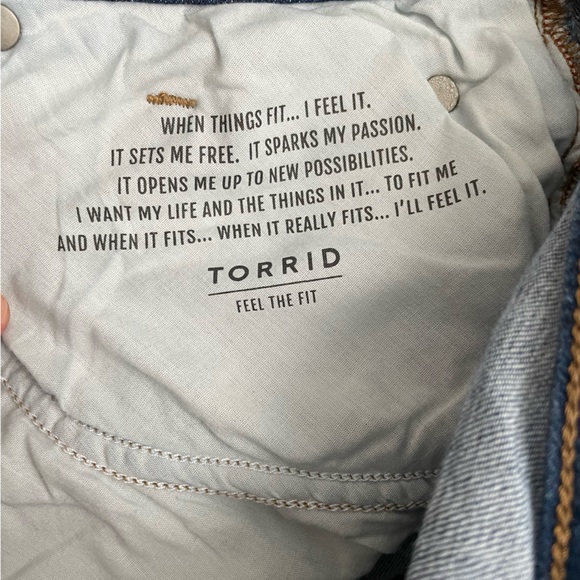 WHEN THINGS FIT... I FEEL IT.
IT SETS ME FREE. IT SPARKS MY PASSION.
IT OPENS ME UP TO NEW POSSIBILITIES.
I WANT MY LIFE AND THE THINGS IN IT... TO FIT ME
AND WHEN IT FITS... WHEN IT REALLY FITS... I'LL FEEL IT.
TORRID
FEEL THE FIT